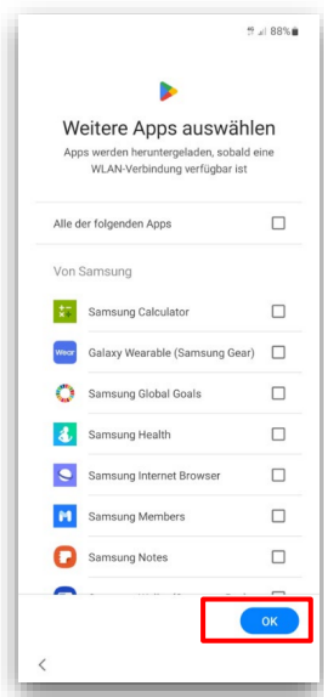 88%
Weitere Apps auswählen
Apps werden heruntergeladen, sobald eine
WLAN-Verbindung verfügbar ist
Alle der folgenden Apps
Von Samsung
Samsung Calculator
Wear
Galaxy Wearable (Samsung Gear)
Samsung Global Goals
Samsung Health
Samsung Internet Browser
Samsung Members
Samsung Notes
OK